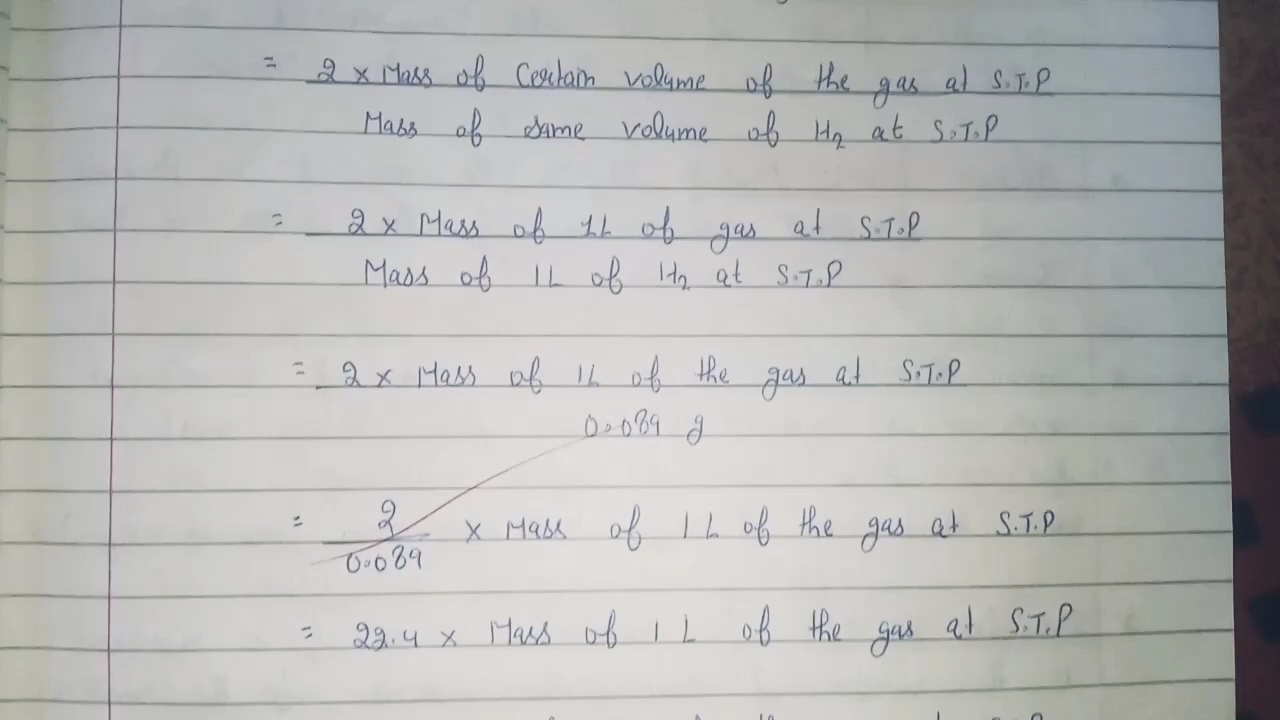 = 2 × Mass of Certain volume of the gas at S.T.P
Mass of same volume of H₂ at S.T.P
= 2 × Mass of 1L of gas at S.T.P
Mass of 1L of H₂ at S.T.P
= 2 × Mass of 1L of the gas at S.T.P
0.089 g
= 2 × Mass of 1L of the gas at S.T.P
0.089
= 22.4 × Mass of 1L of the gas at S.T.P